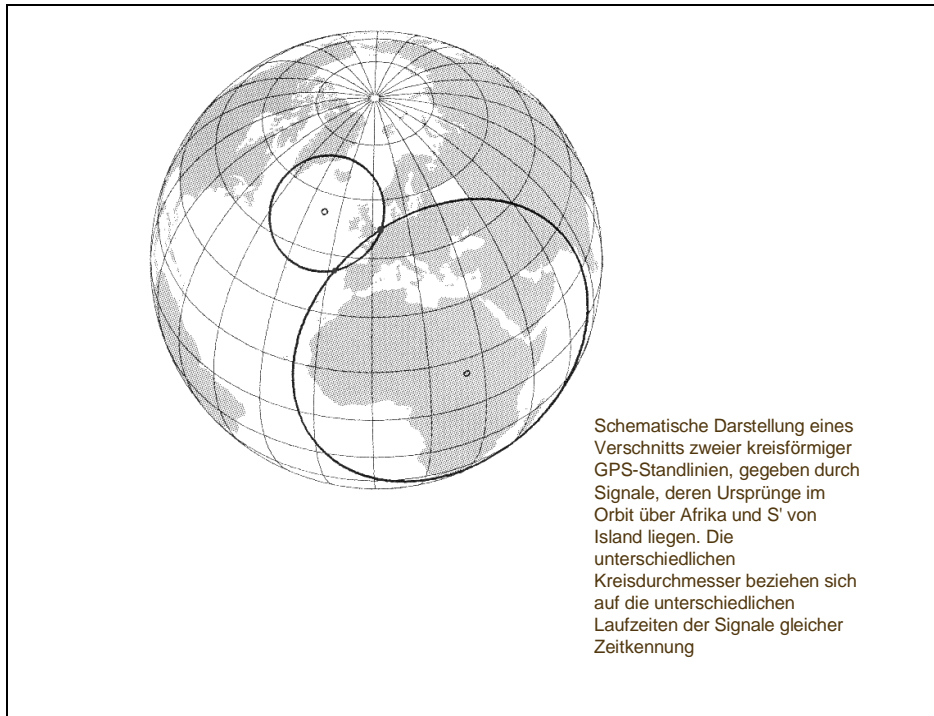 Schematische Darstellung eines
Verschnitts zweier kreisförmiger
GPS-Standlinien, gegeben durch
Signale, deren Ursprünge im
Orbit über Afrika und S' von
Island liegen. Die
unterschiedlichen
Kreisdurchmesser beziehen sich
auf die unterschiedlichen
Laufzeiten der Signale gleicher
Zeitkennung